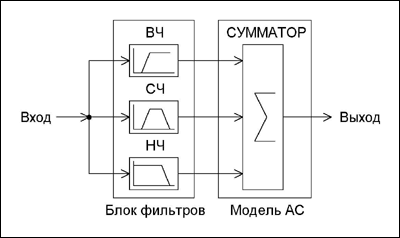 ВЧ
СУММАТОР
СЧ
Вход
Выход
НЧ
Блок фильтров
Модель АС